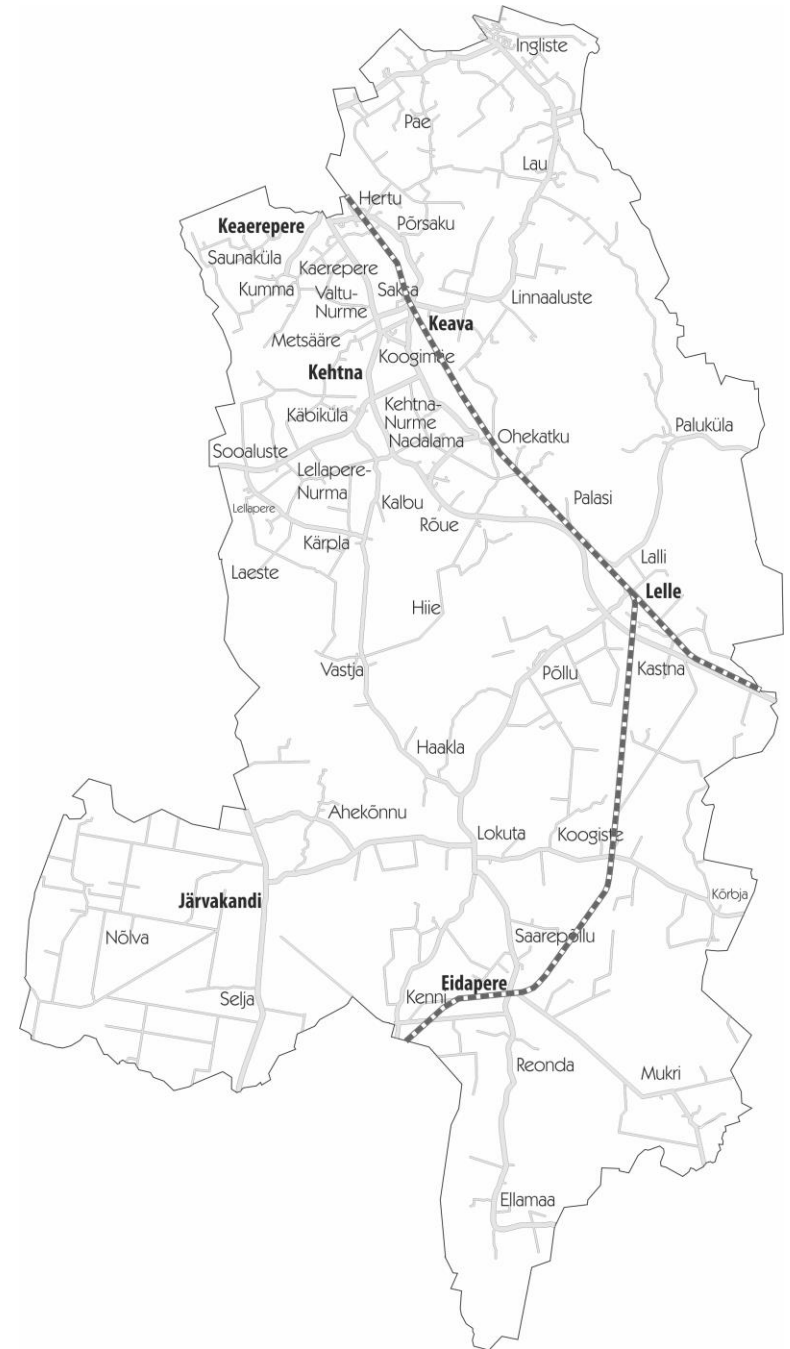 Ingliste
Pae
Lau
Hertu
Keaerepere
Põrsaku
Saunaküla
Kaerepere
Kumma
Valtu-
Nurme
Saksa
Linnaaluste
Keava
Metsääre
Koogimäe
Kehtna
Käbiküla
Kehtna-
Nurme
Nadalama
Ohekatku
Paluküla
Sooaluste
Lellapere-
Nurma
Palasi
Lellapere
Kalbu
Rõue
Kärpla
Lalli
Laeste
Lelle
Hiie
Vastja
Põllu
Kastna
Haakla
Ahekõnnu
Lokuta
Koogiste
Järvakandi
Kõrbja
Nõlva
Saarepõllu
Eidapere
Selja
Kenni
Reonda
Mukri
Ellamaa